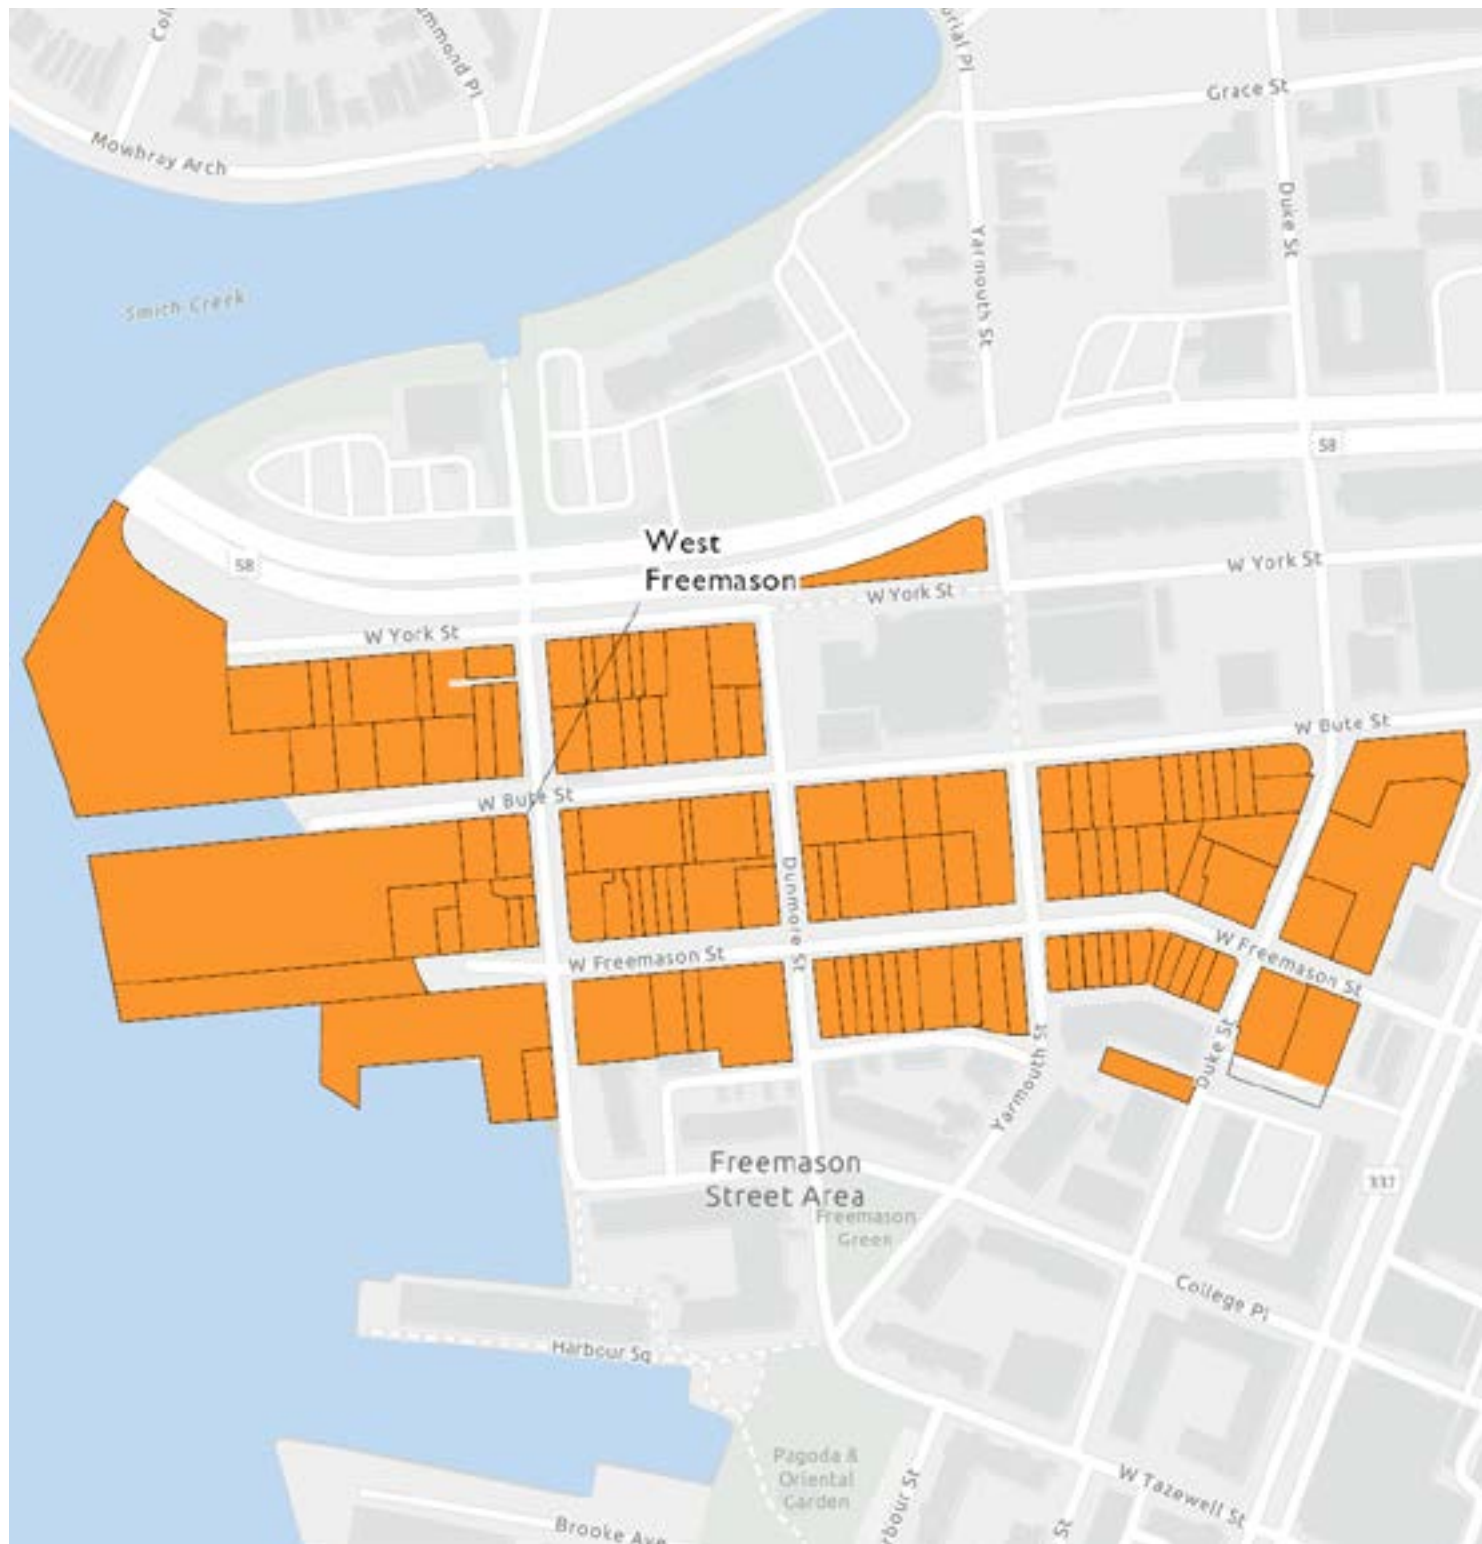 Mowbray Arch
Grace St
Duke St
Yarmouth St
Smith Creek
58
58
West
Freemason
W York St
W York St
W York St
W Bute St
W Bute St
Dunmore St
W Freemason St
W Freemason St
Duke St
Yarmouth St
Freemason
Street Area
Freemason
Green
337
College Pl
Harbour Sq
Pagoda &
Oriental
Garden
W Tazewell St
St
Brooke Ave